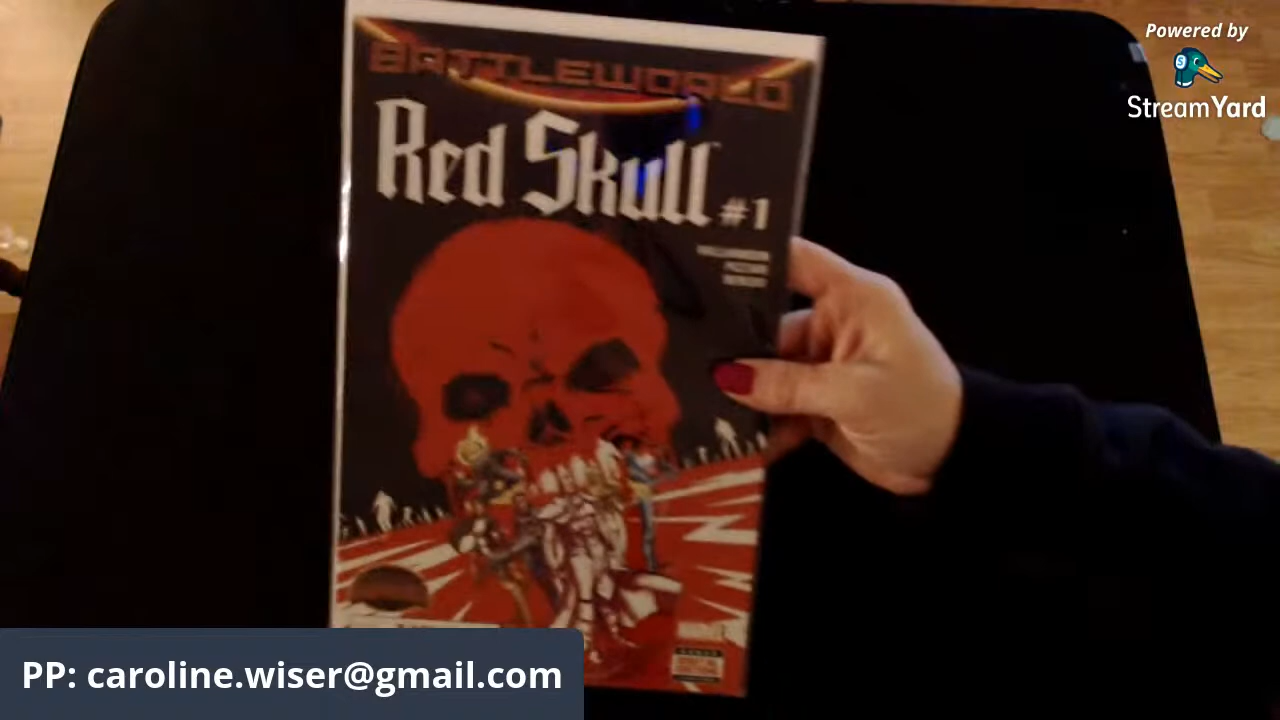 Powered by
StreamYard
BATTLEWORLD
Red Skull #1
PP: caroline.wiser@gmail.com